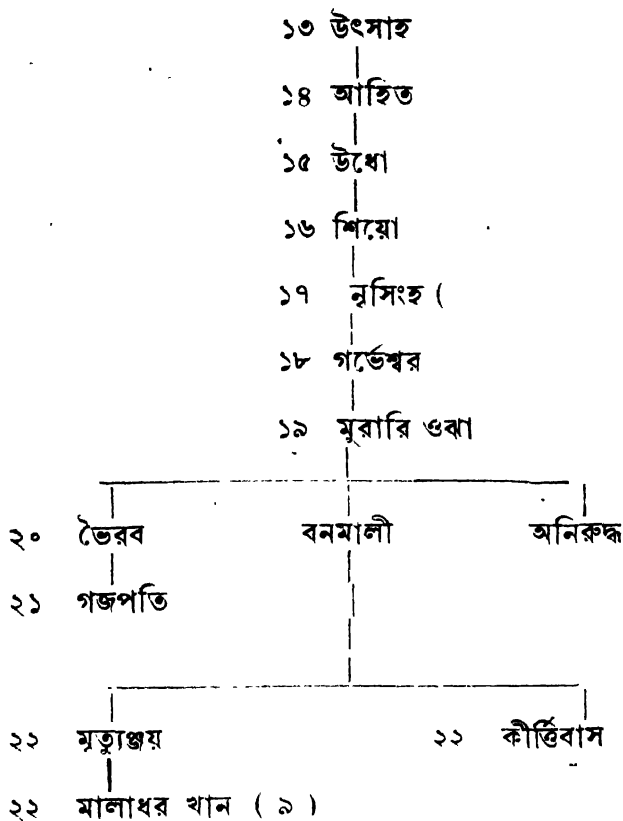 ১৩ উৎসাহ
১৪ আহিত
১৫ উধো
১৬ শিয়ো
১৭ নৃসিংহ (
১৮ গর্ভেশ্বর
১৯ মুরারি ওঝা
২০ ভৈরব বনমালী অনিরুদ্ধ
২১ গজপতি
২২ মৃত্যুঞ্জয় ২২ কীর্ত্তিবাস
২২ মালাধর খান ( ৯ )